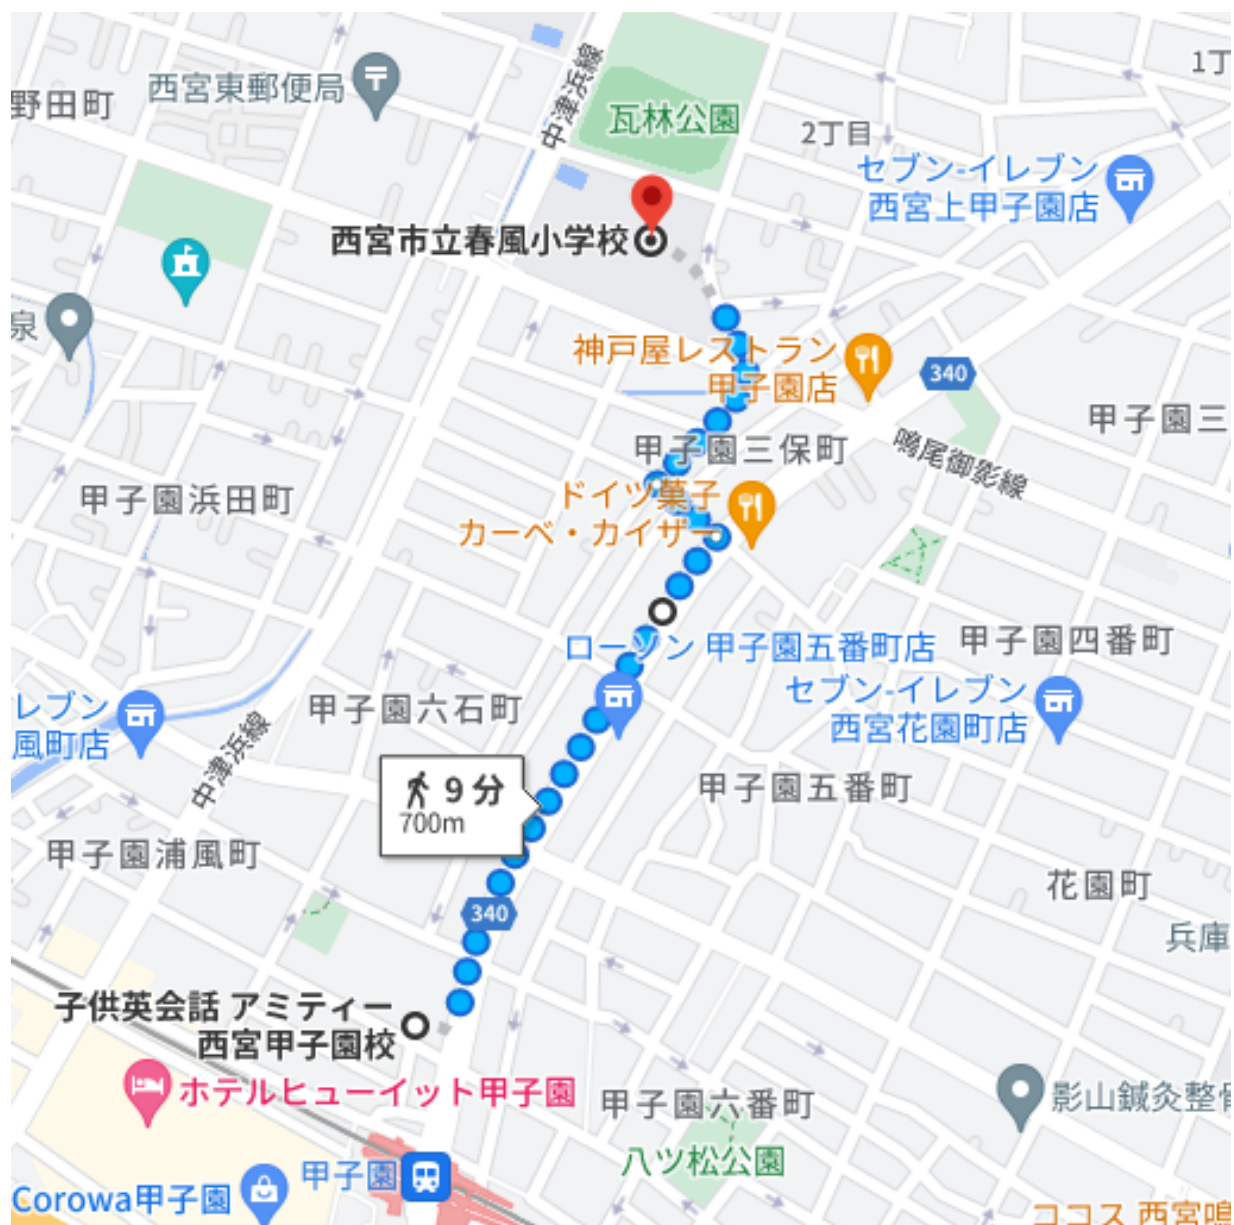 1丁
西宮東郵便局
野田町
中津浜線
瓦林公園
2丁目
セブン-イレブン
西宮上甲子園店
西宮市立春風小学校
泉
神戸屋レストラン
甲子園店
340
甲子園三
甲子園三保町
鳴尾御影線
ドイツ菓子
カーベ・カイザー
甲子園浜田町
ローソン 甲子園五番町店
甲子園四番町
セブン-イレブン
西宮花園町店
レブン
風町店
甲子園六石町
中津浜線
9 分
700m
甲子園五番町
甲子園浦風町
花園町
340
兵庫
子供英会話 アミティー
西宮甲子園校
ホテルヒューイット甲子園
甲子園六番町
影山鍼灸整骨
八ツ松公園
甲子園
Corowa甲子園
ココス 西宮鳴